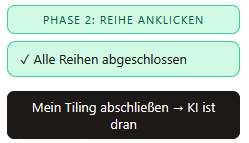 PHASE 2: REIHE ANKLICKEN
✓ Alle Reihen abgeschlossen
Mein Tiling abschließen → KI ist
dran